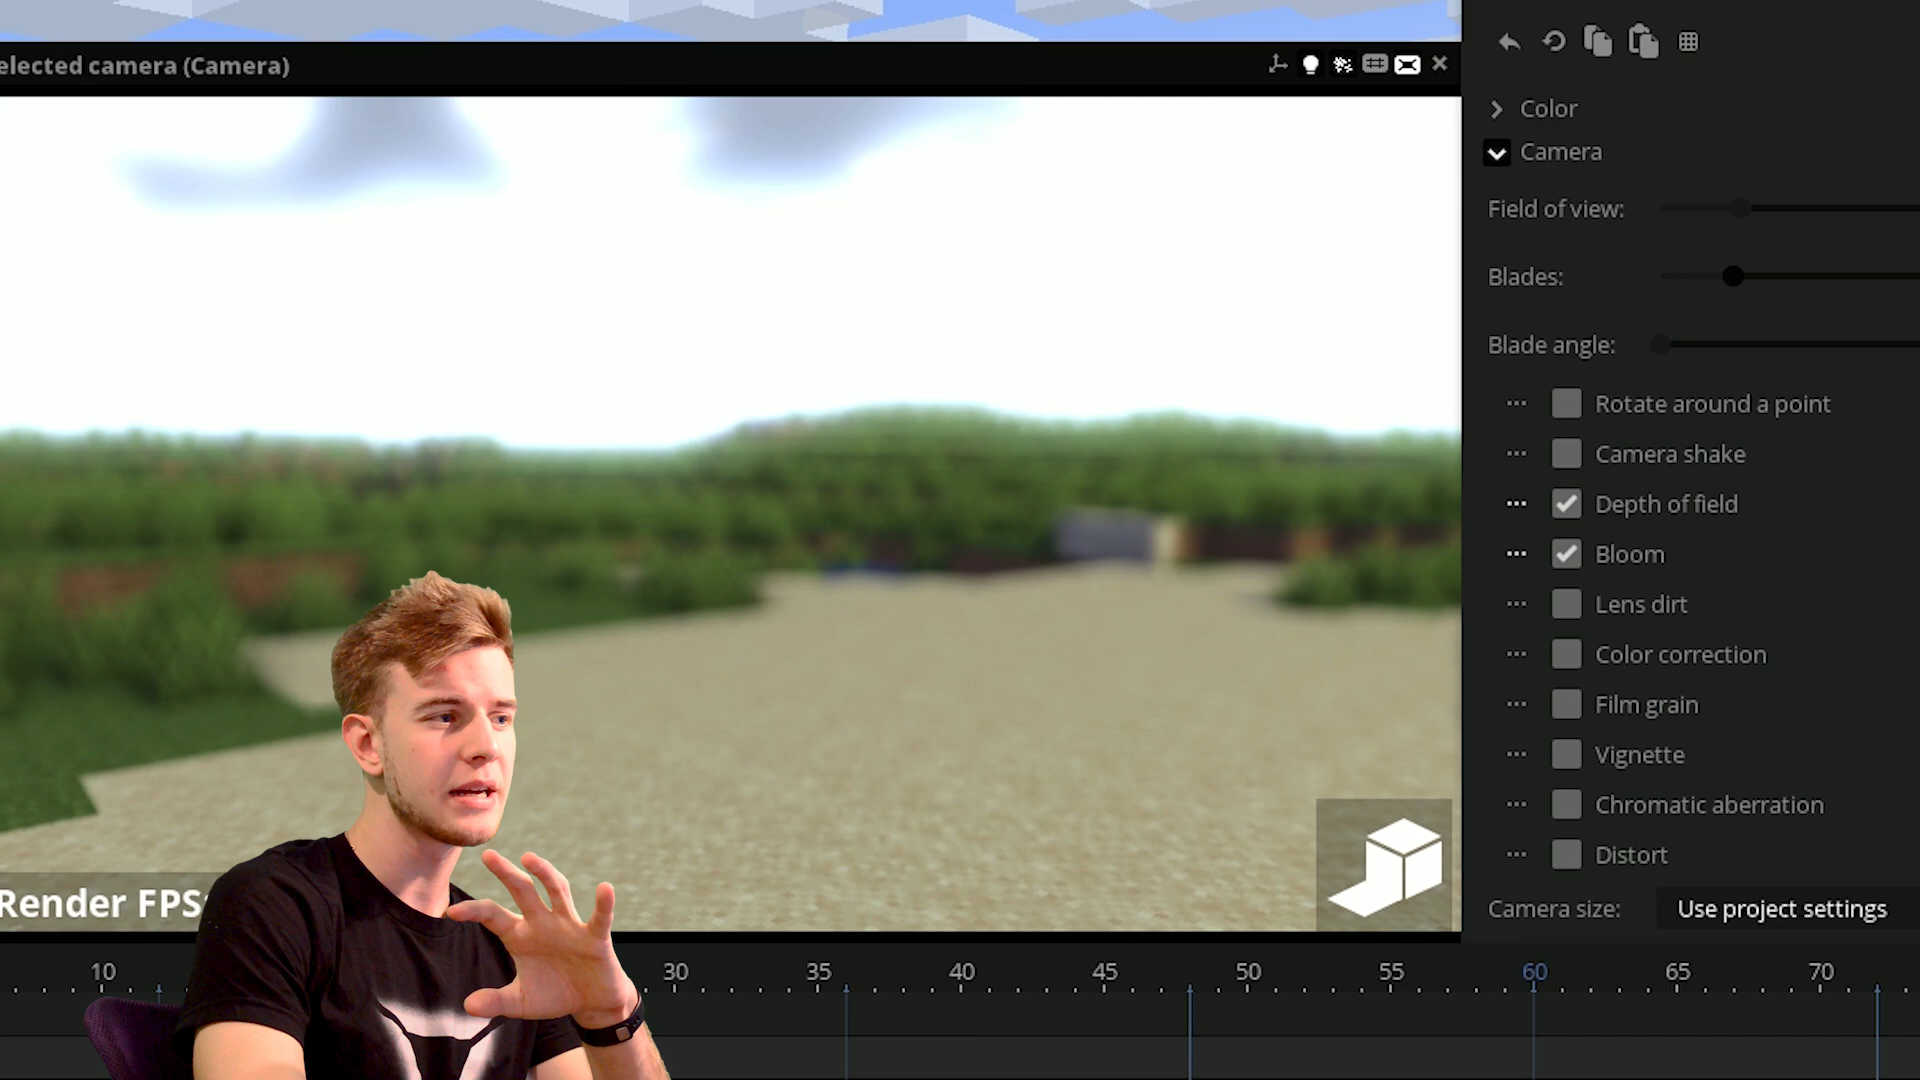 elected camera (Camera)
Color
Camera
Field of view:
Blades:
Blade angle:
Rotate around a point
Camera shake
Depth of field
Bloom
Lens dirt
Color correction
Film grain
Vignette
Chromatic aberration
Distort
Camera size: Use project settings
Render FPS:
10 30 35 40 45 50 55 60 65 70